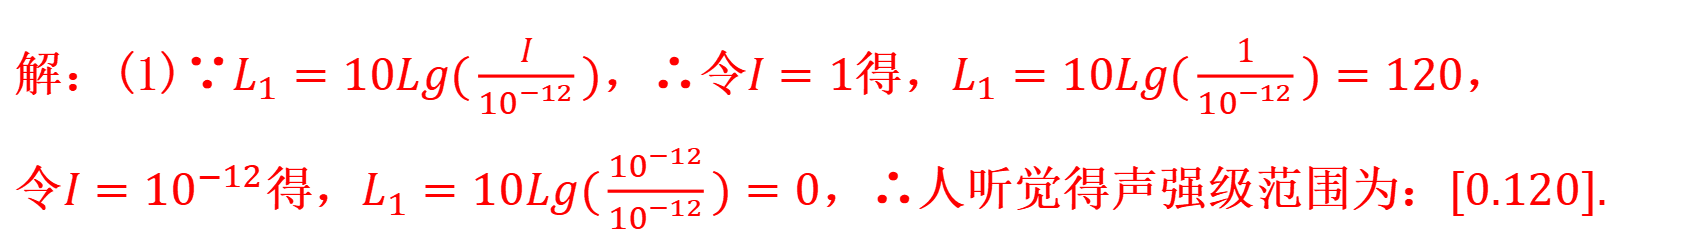 解：(1)∵L₁ = 10Lg(I/10⁻¹²)，∴令I = 1得，L₁ = 10Lg(1/10⁻¹²) = 120，
令I = 10⁻¹²得，L₁ = 10Lg(10⁻¹²/10⁻¹²) = 0，∴人听觉得声强级范围为：[0.120].